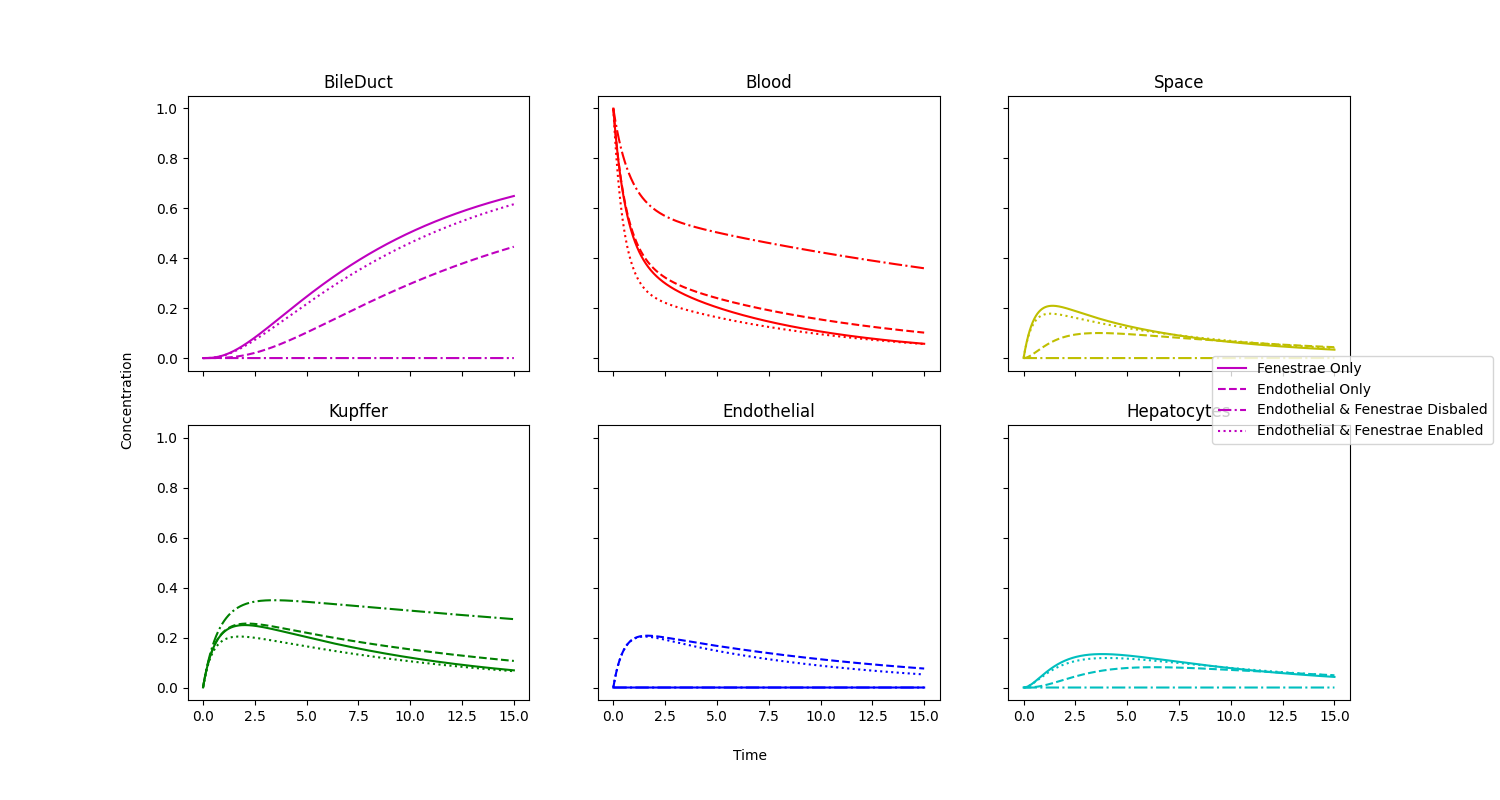 BileDuct
Blood
Space
1.0
0.8
0.6
0.4
0.2
0.0
Concentration
Fenestrae Only
Endothelial Only
Endothelial & Fenestrae Disbaled
Endothelial & Fenestrae Enabled
Kupffer
Endothelial
Hepatocytes
1.0
0.8
0.6
0.4
0.2
0.0
0.0 2.5 5.0 7.5 10.0 12.5 15.0
0.0 2.5 5.0 7.5 10.0 12.5 15.0
0.0 2.5 5.0 7.5 10.0 12.5 15.0
Time